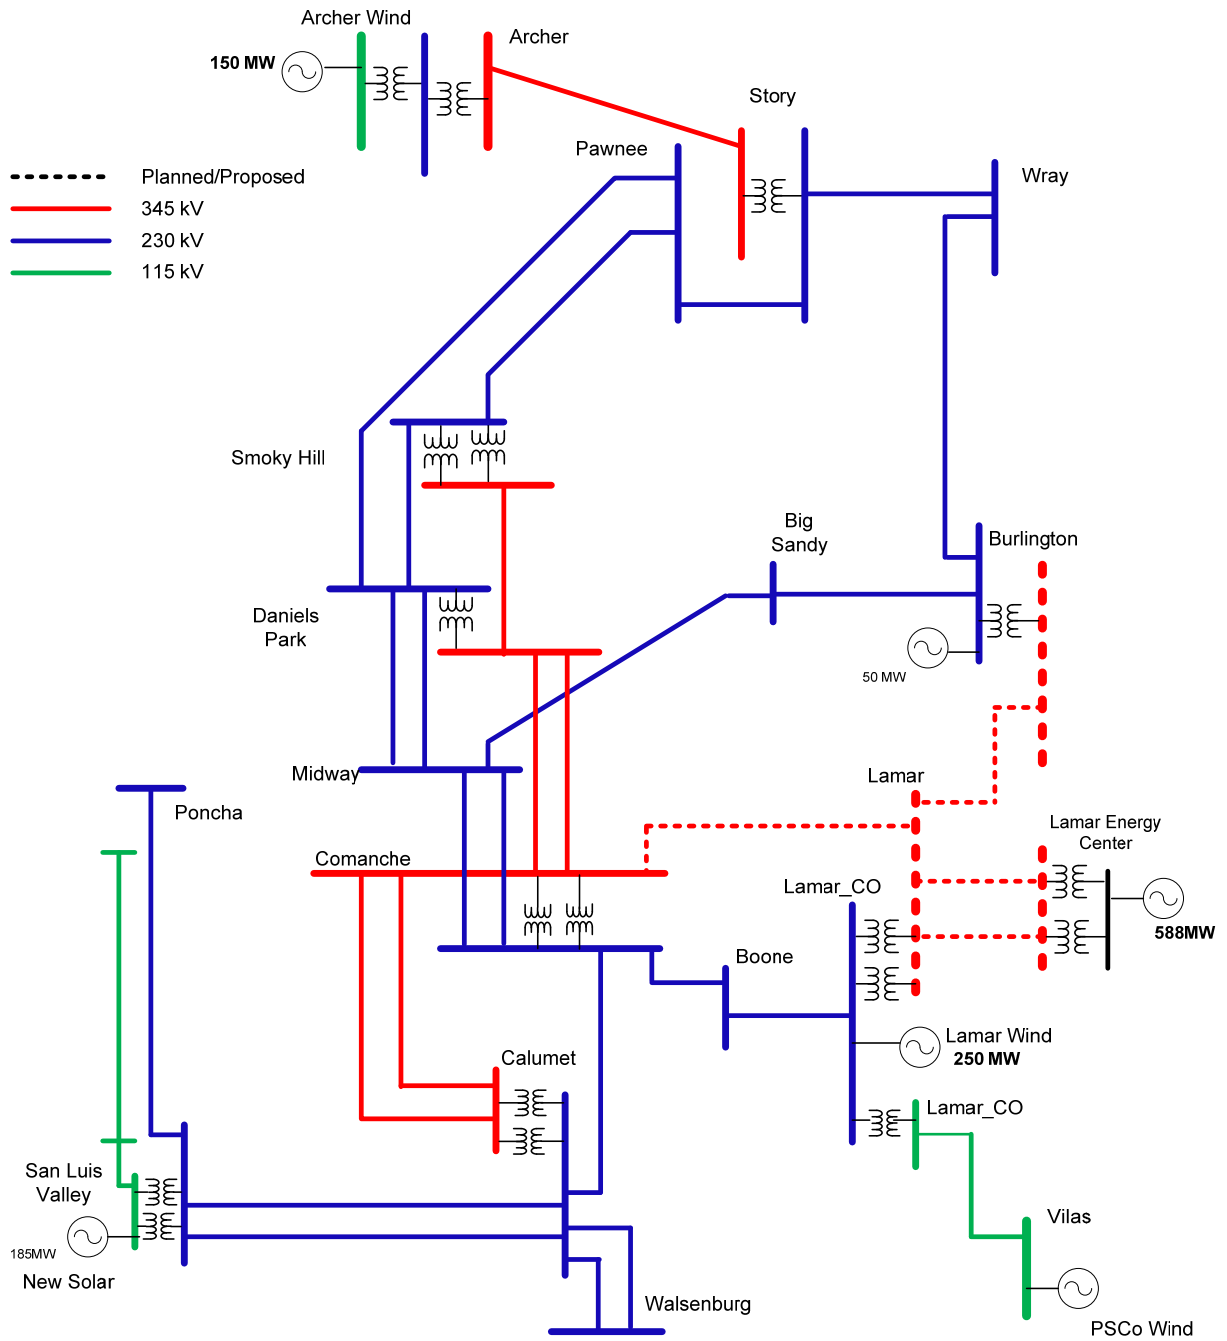 Archer Wind
Archer
150 MW
Story
Pawnee
Wray
Planned/Proposed
345 kV
230 kV
115 kV
Smoky Hill
Big
Sandy
Burlington
Daniels
Park
50 MW
Midway
Lamar
Poncha
Lamar Energy
Center
Comanche
Lamar_CO
588MW
Boone
Lamar Wind
250 MW
Calumet
Lamar_CO
San Luis
Valley
185MW
New Solar
Vilas
Walsenburg
PSCo Wind